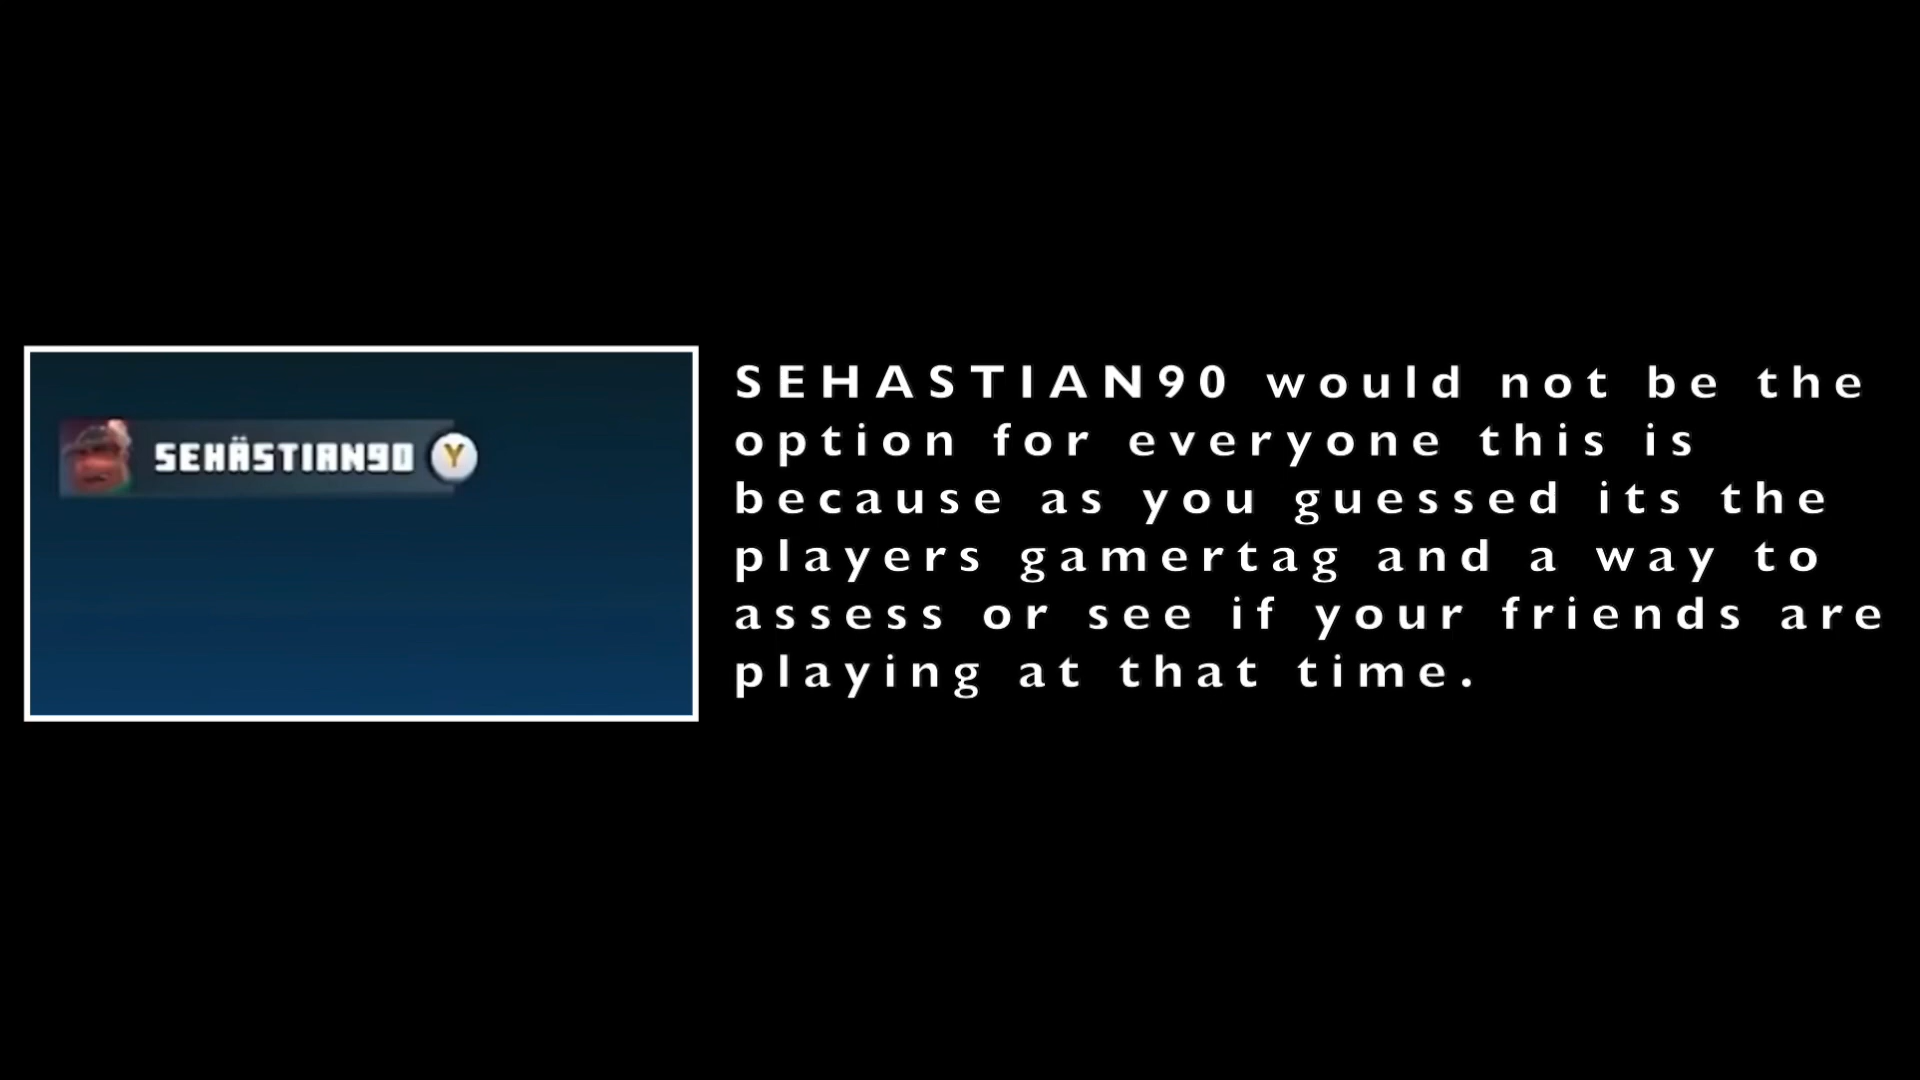 SEHÄSTIAN90 Y
SEHASTIAN90 would not be the
option for everyone this is
because as you guessed its the
players gamertag and a way to
assess or see if your friends are
playing at that time.